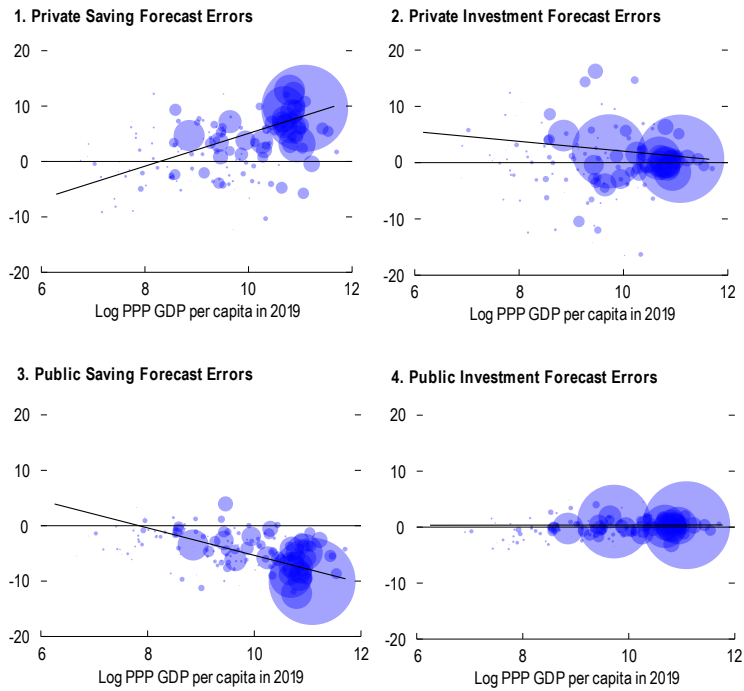 1. Private Saving Forecast Errors
20
10
0
-10
-20
6 8 10 12
Log PPP GDP per capita in 2019
2. Private Investment Forecast Errors
20
10
0
-10
-20
6 8 10 12
Log PPP GDP per capita in 2019
3. Public Saving Forecast Errors
20
10
0
-10
-20
6 8 10 12
Log PPP GDP per capita in 2019
4. Public Investment Forecast Errors
20
10
0
-10
-20
6 8 10 12
Log PPP GDP per capita in 2019